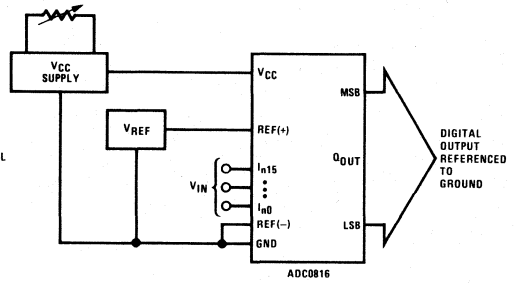 VCC
SUPPLY
VCC
MSB
VREF
REF(+)
L
In15
VIN
In0
REF(−)
GND
QOUT
LSB
DIGITAL
OUTPUT
REFERENCED
TO
GROUND
ADC0816